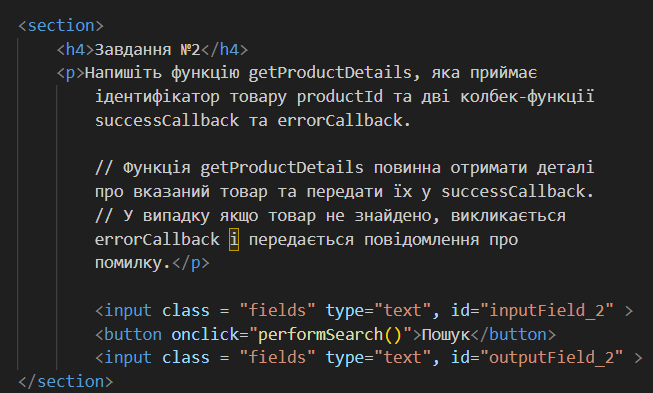 <section>
<h4>Завдання №2</h4>
<p>Напишіть функцію getProductDetails, яка приймає
ідентифікатор товару productId та дві колбек-функції
successCallback та errorCallback.
// Функція getProductDetails повинна отримати деталі
про вказаний товар та передати їх у successCallback.
// У випадку якщо товар не знайдено, викликається
errorCallback і передається повідомлення про
помилку.</p>
<input class = "fields" type="text", id="inputField_2" >
<button onclick="performSearch()">Пошук</button>
<input class = "fields" type="text", id="outputField_2" >
</section>